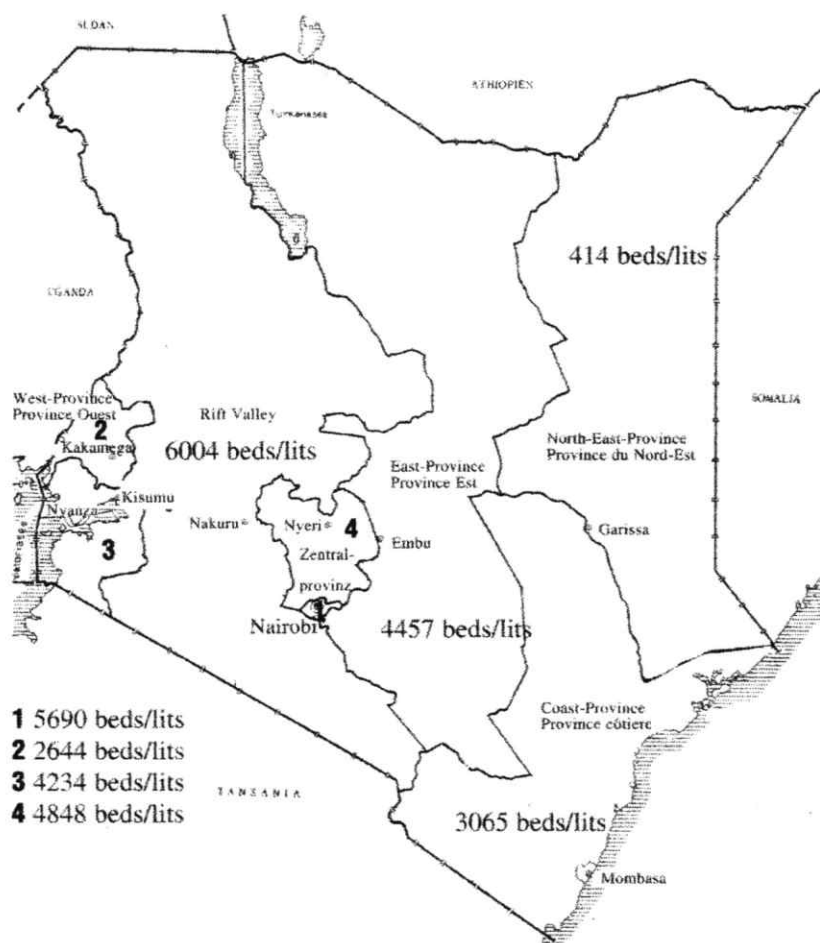 SUDAN
ÄTHIOPIEN
Turkanasee
414 beds/lits
UGANDA
SOMALIA
West-Province
Province Ouest
2
Kakamega
Rift Valley
6004 beds/lits
North-East-Province
Province du Nord-Est
East-Province
Province Est
Kisumu
Nyanza
3
Nakuru
Nyeri
4
Embu
Garissa
Zentral-
provinz
1
Nairobi
4457 beds/lits
Coast-Province
Province côtiere
1 5690 beds/lits
2 2644 beds/lits
3 4234 beds/lits
4 4848 beds/lits
TANSANIA
3065 beds/lits
Mombasa